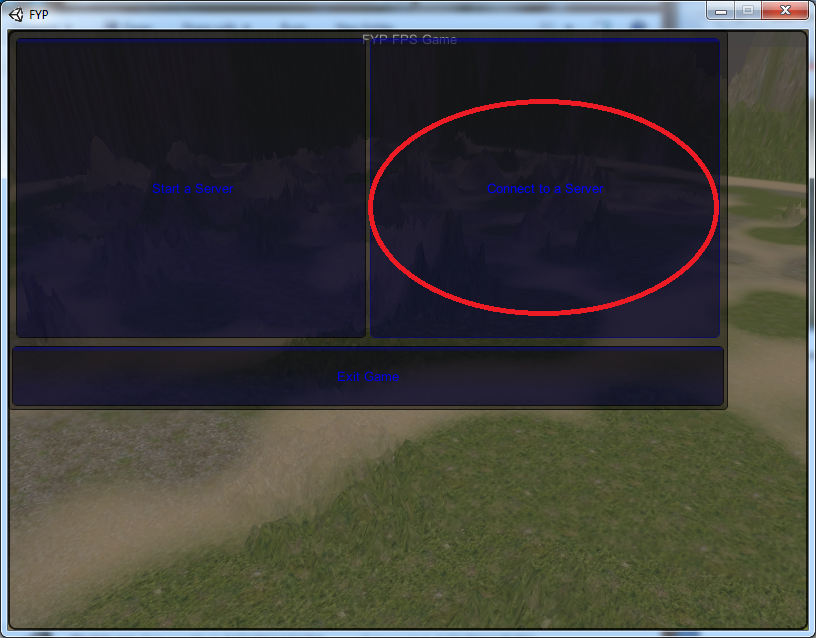 FYP
FYP FPS Game
Start a Server
Connect to a Server
Exit Game